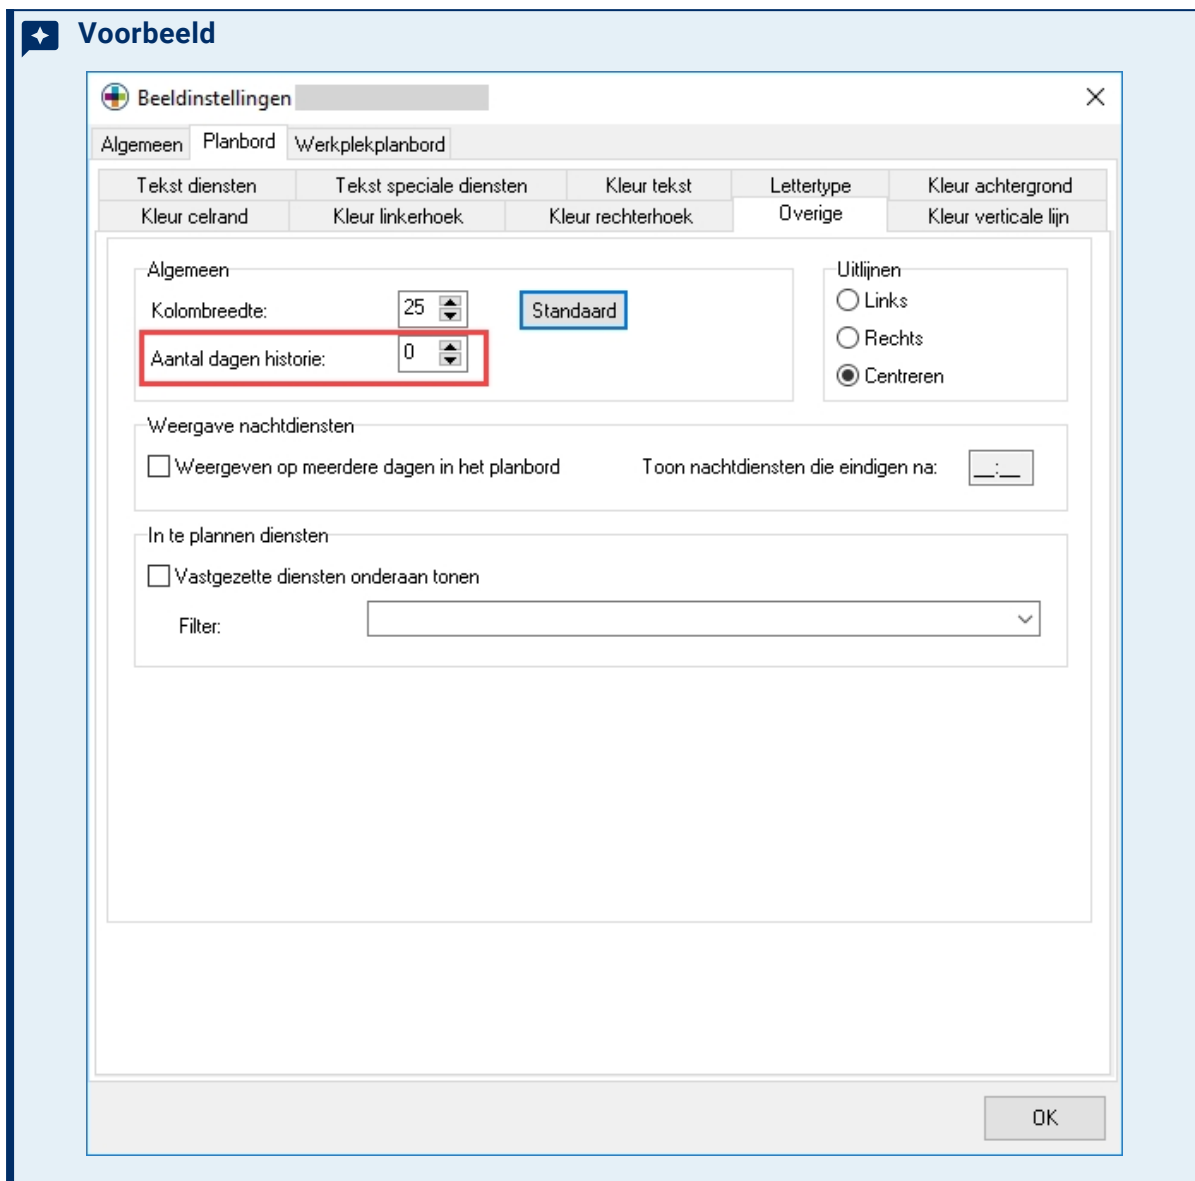 Voorbeeld
Beeldinstellingen
Algemeen Planbord Werkplekplanbord
Tekst diensten Tekst speciale diensten Kleur tekst Lettertype Kleur achtergrond
Kleur celrand Kleur linkerhoek Kleur rechterhoek Overige Kleur verticale lijn
Algemeen Uitlijnen
Kolombreedte: 25 Standaard Links
Rechts
Aantal dagen historie: 0
Centreren
Weergave nachtdiensten
Weergeven op meerdere dagen in het planbord Toon nachtdiensten die eindigen na: __:__
In te plannen diensten
Vastgezette diensten onderaan tonen
Filter:
OK